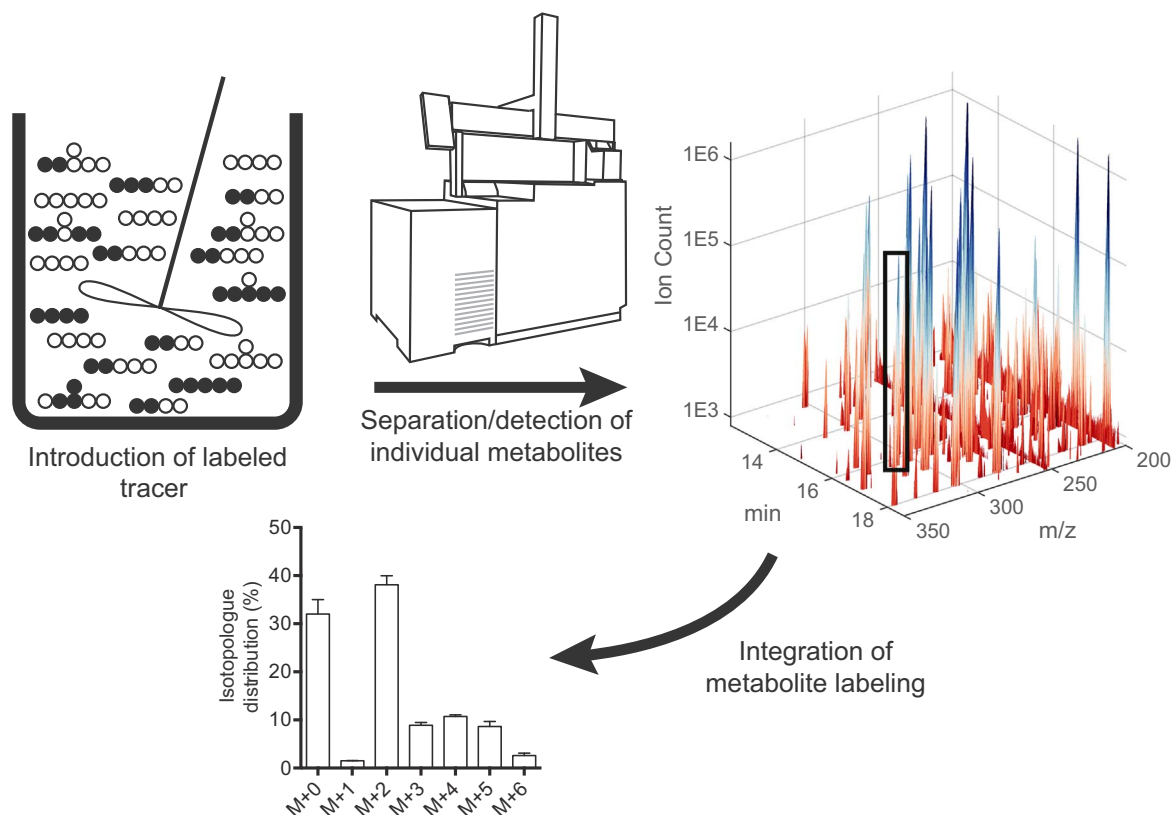 Introduction of labeled
tracer
Separation/detection of
individual metabolites
Ion Count
1E6
1E5
1E4
1E3
14
16
18
min
200
250
300
350
m/z
Integration of
metabolite labeling
Isotopologue
distribution (%)
50
40
30
20
10
0
M+0
M+1
M+2
M+3
M+4
M+5
M+6